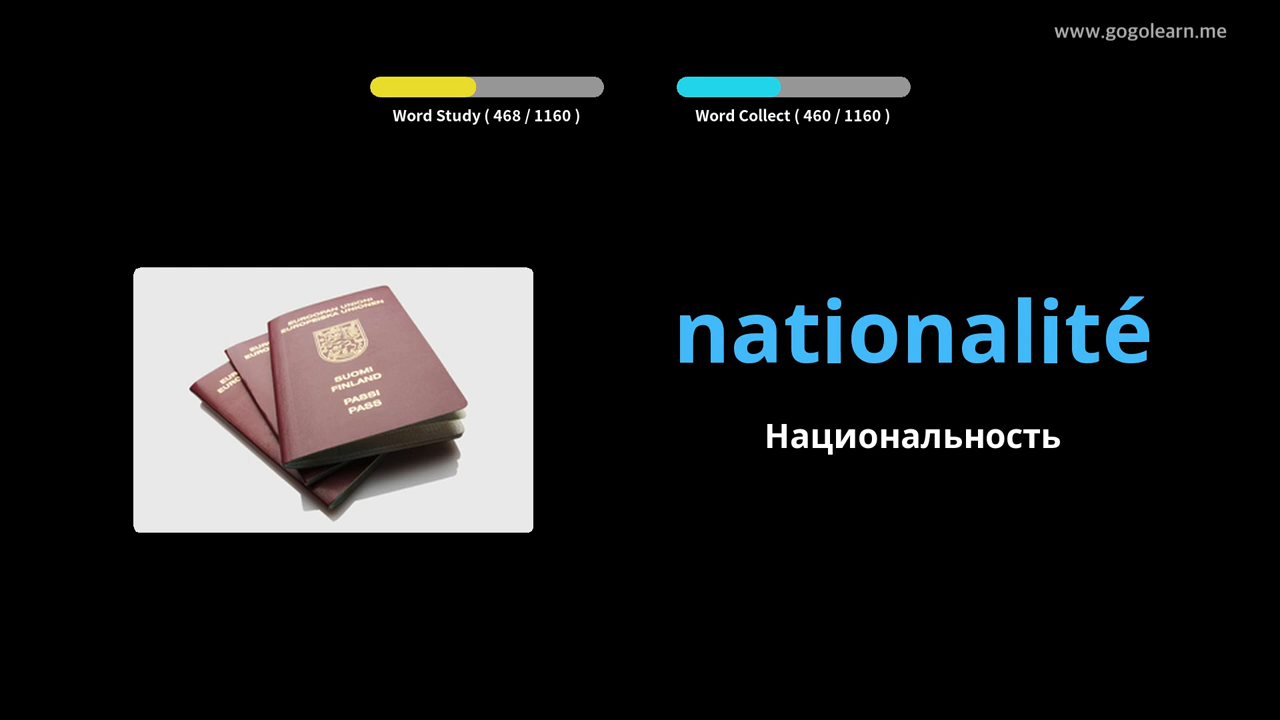 www.gogolearn.me
Word Study ( 468 / 1160 )
Word Collect ( 460 / 1160 )
EUROOPAN UNIONI
EUROPEISKA UNIONEN
SUOMI
FINLAND
PASSI
PASS
nationalité
Национальность